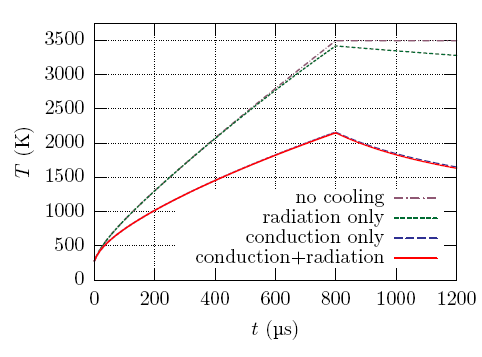 3500
3000
2500
2000
1500
1000
500
0
T (K)
no cooling
radiation only
conduction only
conduction+radiation
0 200 400 600 800 1000 1200
t (µs)